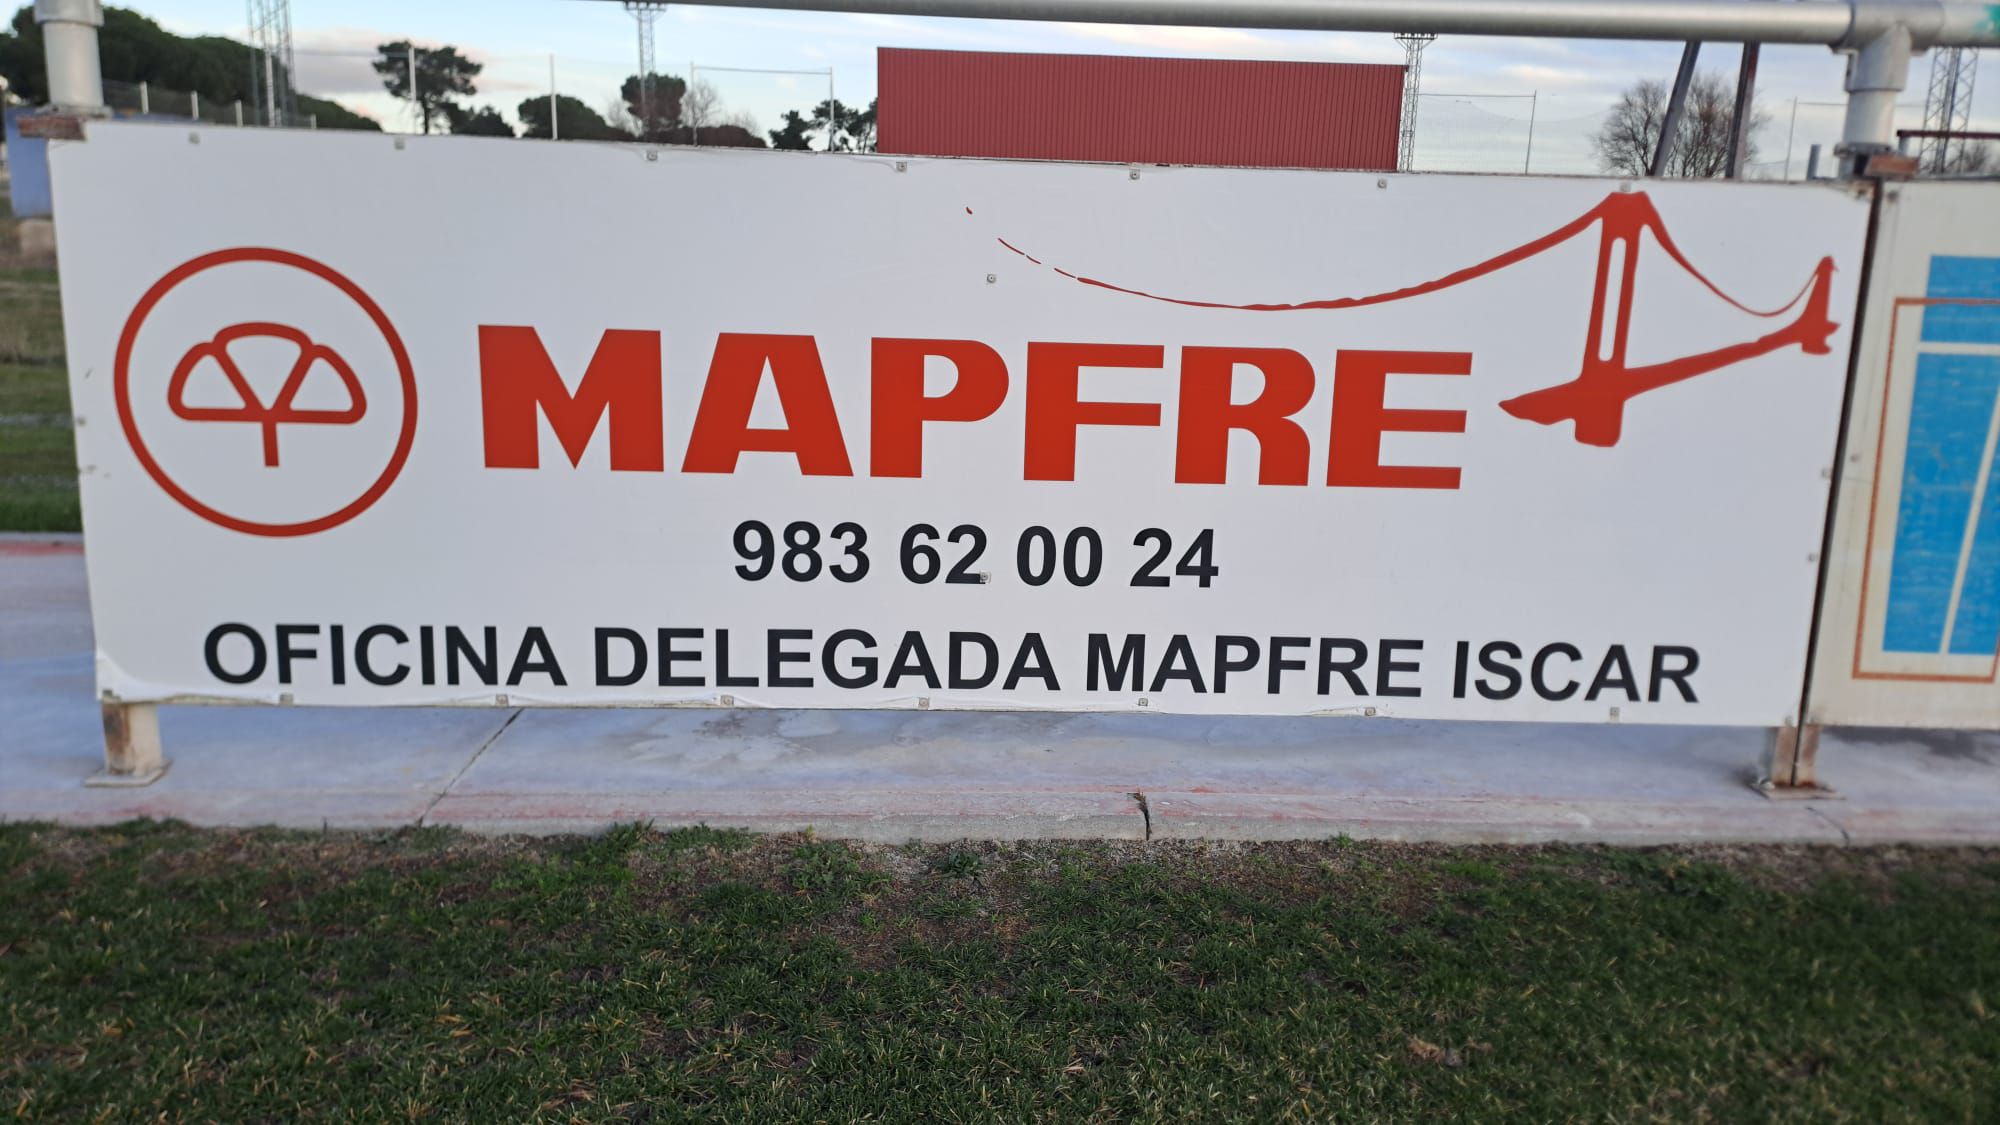 MAPFRE
983 62 00 24
OFICINA DELEGADA MAPFRE ISCAR